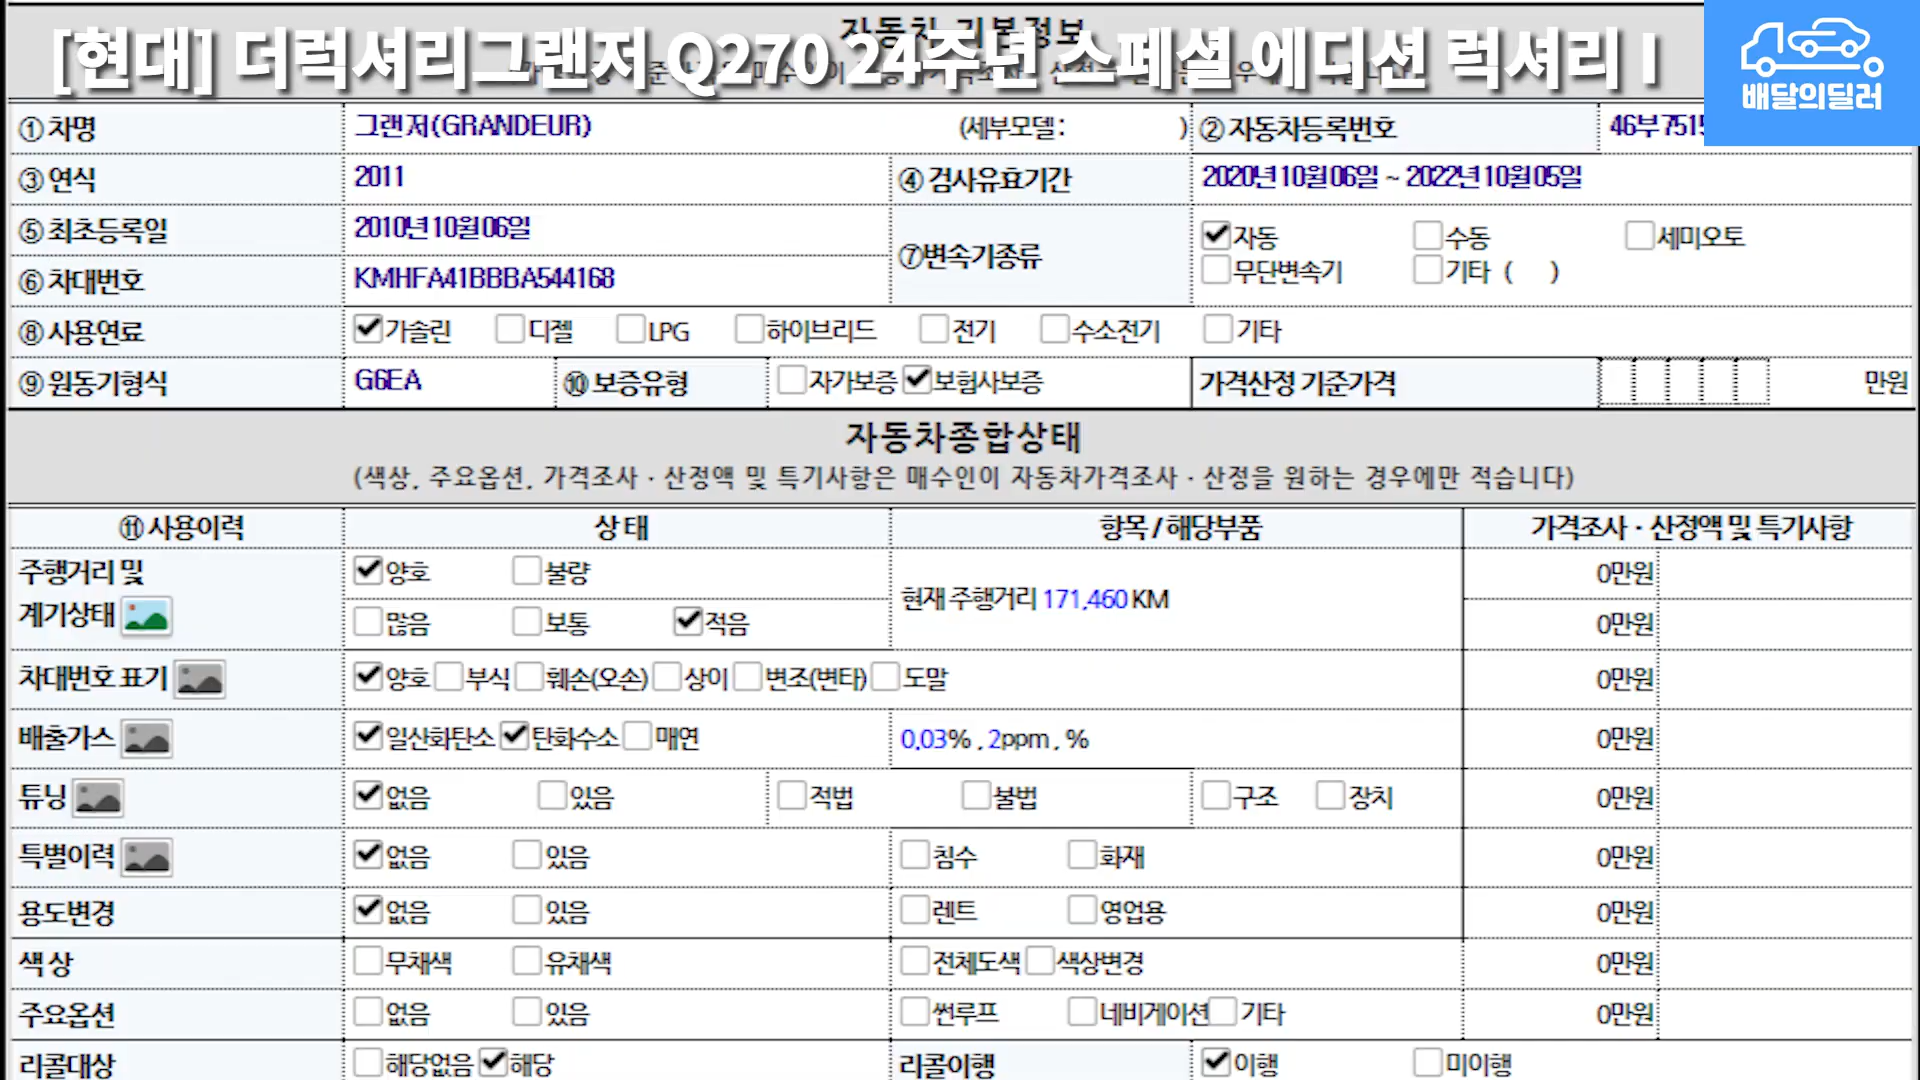 자동차 기본정보
[현대] 더럭셔리그랜저 Q270 24주년 스페셜 에디션 럭셔리 I
배달의딜러
① 차명 그랜저(GRANDEUR) (세부모델 : ) ② 자동차등록번호 46부7515
③ 연식 2011 ④ 검사유효기간 2020년10월06일 ~ 2022년10월05일
⑤ 최초등록일 2010년10월06일 ⑦변속기종류 자동 수동 세미오토
⑥ 차대번호 KMHFA41BBBA544168 무단변속기 기타 ( )
⑧ 사용연료 가솔린 디젤 LPG 하이브리드 전기 수소전기 기타
⑨ 원동기형식 G6EA ⑩ 보증유형 자가보증 보험사보증 가격산정 기준가격 만원
자동차종합상태
(색상, 주요옵션, 가격조사 · 산정액 및 특기사항은 매수인이 자동차가격조사 · 산정을 원하는 경우에만 적습니다)
⑪ 사용이력 상 태 항목 / 해당부품 가격조사 · 산정액 및 특기사항
주행거리 및 양호 불량 0만원
계기상태 많음 보통 적음 현재 주행거리 171,460 KM 0만원
차대번호 표기 양호 부식 훼손(오손) 상이 변조(변타) 도말 0만원
배출가스 일산화탄소 탄화수소 매연 0,03% , 2ppm , % 0만원
튜닝 없음 있음 적법 불법 구조 장치 0만원
특별이력 없음 있음 침수 화재 0만원
용도변경 없음 있음 렌트 영업용 0만원
색 상 무채색 유채색 전체도색 색상변경 0만원
주요옵션 없음 있음 썬루프 네비게이션 기타 0만원
리콜대상 해당없음 해당 리콜이행 이행 미이행